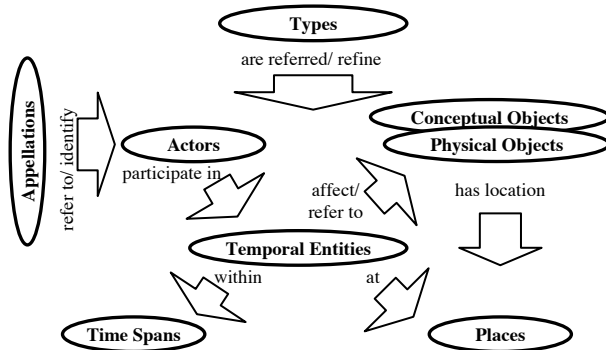 Types
are referred/ refine
Appellations
refer to/ identify
Conceptual Objects
Actors
Physical Objects
participate in
affect/
refer to
has location
Temporal Entities
within
at
Time Spans
Places